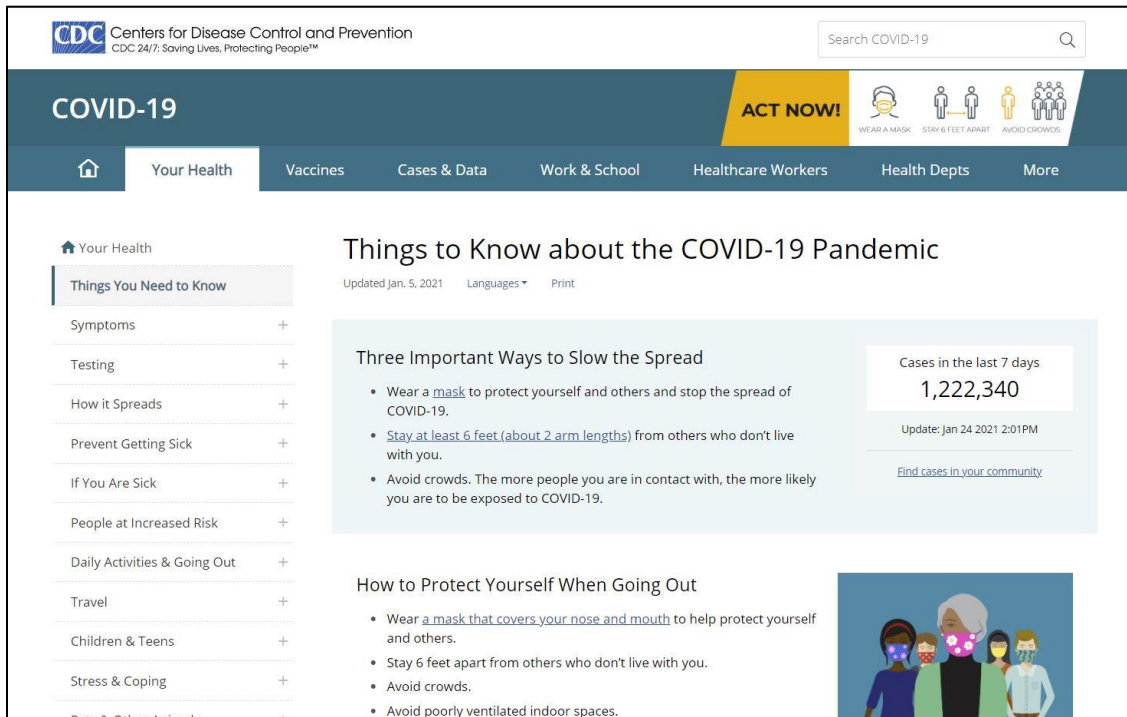 CDC Centers for Disease Control and Prevention
CDC 24/7: Saving Lives, Protecting People™
Search COVID-19
COVID-19
ACT NOW!
WEAR A MASK
STAY 6 FEET APART
AVOID CROWDS
Your Health
Vaccines
Cases & Data
Work & School
Healthcare Workers
Health Depts
More
Your Health
Things You Need to Know
Symptoms
Testing
How it Spreads
Prevent Getting Sick
If You Are Sick
People at Increased Risk
Daily Activities & Going Out
Travel
Children & Teens
Stress & Coping
Things to Know about the COVID-19 Pandemic
Updated Jan. 5, 2021 Languages Print
Three Important Ways to Slow the Spread
• Wear a mask to protect yourself and others and stop the spread of
COVID-19.
• Stay at least 6 feet (about 2 arm lengths) from others who don't live
with you.
• Avoid crowds. The more people you are in contact with, the more likely
you are to be exposed to COVID-19.
Cases in the last 7 days
1,222,340
Update: Jan 24 2021 2:01PM
Find cases in your community
How to Protect Yourself When Going Out
• Wear a mask that covers your nose and mouth to help protect yourself
and others.
• Stay 6 feet apart from others who don't live with you.
• Avoid crowds.
• Avoid poorly ventilated indoor spaces.